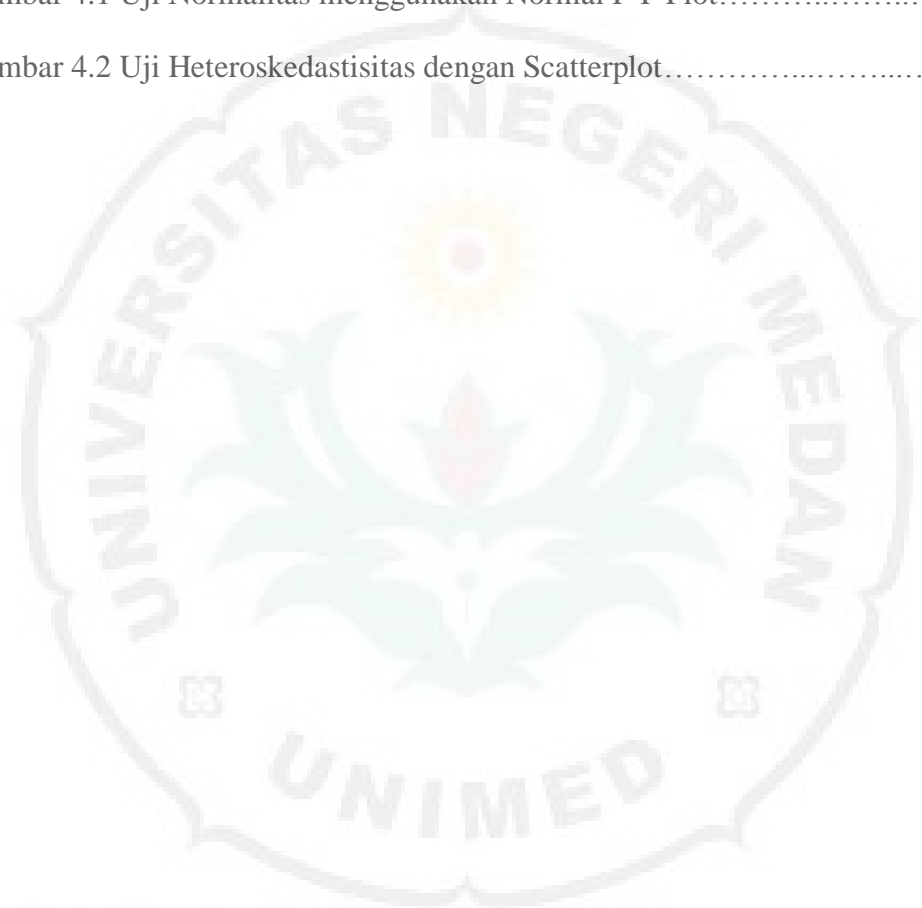 mbar 4.1 Uji Normalitas menggunakan Normal P-P Plot………..……..…
mbar 4.2 Uji Heteroskedastisitas dengan Scatterplot…………...……..…
UNIVERSITAS NEGERI MEDAN
UNIMED